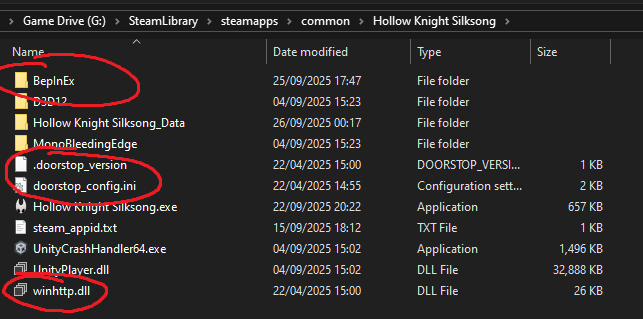 Game Drive (G:) > SteamLibrary > steamapps > common > Hollow Knight Silksong >
Name Date modified Type Size
BepInEx 25/09/2025 17:47 File folder
D3D12 04/09/2025 15:23 File folder
Hollow Knight Silksong_Data 26/09/2025 00:17 File folder
MonoBleedingEdge 04/09/2025 15:23 File folder
.doorstop_version 22/04/2025 15:00 DOORSTOP_VERSI... 1 KB
doorstop_config.ini 22/04/2025 14:55 Configuration sett... 2 KB
Hollow Knight Silksong.exe 22/09/2025 20:22 Application 657 KB
steam_appid.txt 15/09/2025 18:12 TXT File 1 KB
UnityCrashHandler64.exe 04/09/2025 15:02 Application 1,496 KB
UnityPlayer.dll 04/09/2025 15:02 DLL File 32,888 KB
winhttp.dll 22/04/2025 15:00 DLL File 26 KB